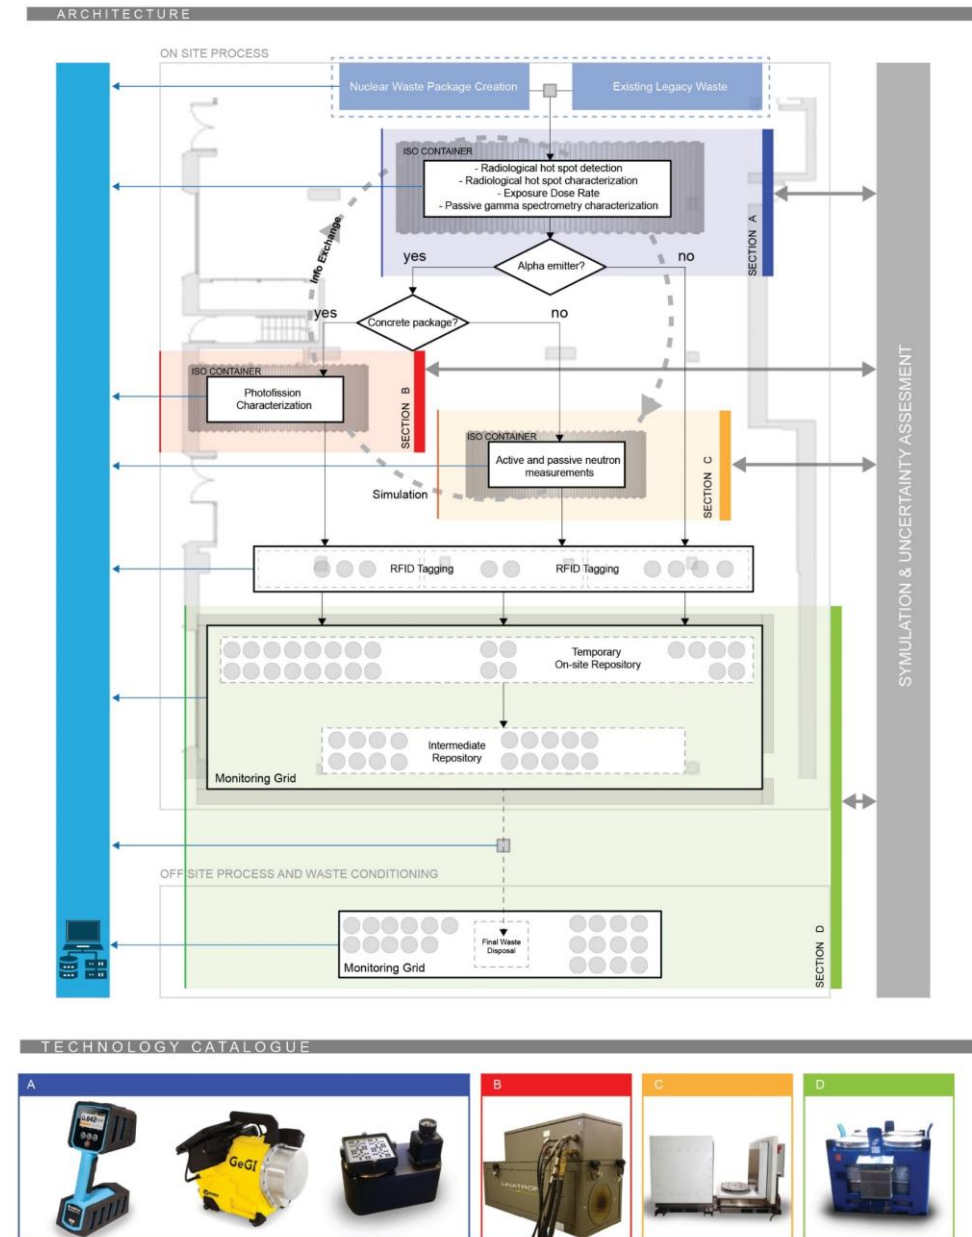 ARCHITECTURE
ON SITE PROCESS
Nuclear Waste Package Creation
Existing Legacy Waste
ISO CONTAINER
- Radiological hot spot detection
- Radiological hot spot characterization
- Exposure Dose Rate
- Passive gamma spectrometry characterization
SECTION A
Info Exchange
yes
Alpha emitter?
no
yes
Concrete package?
no
ISO CONTAINER
Photofission
Characterization
SECTION B
ISO CONTAINER
Active and passive neutron
measurements
SECTION C
Simulation
SYMULATION & UNCERTAINTY ASSESMENT
RFID Tagging
RFID Tagging
Temporary
On-site Repository
Intermediate
Repository
Monitoring Grid
OFF SITE PROCESS AND WASTE CONDITIONING
Final Waste
Disposal
Monitoring Grid
SECTION D
TECHNOLOGY CATALOGUE
A
B
C
D
0.642
GeGI
LINATRON